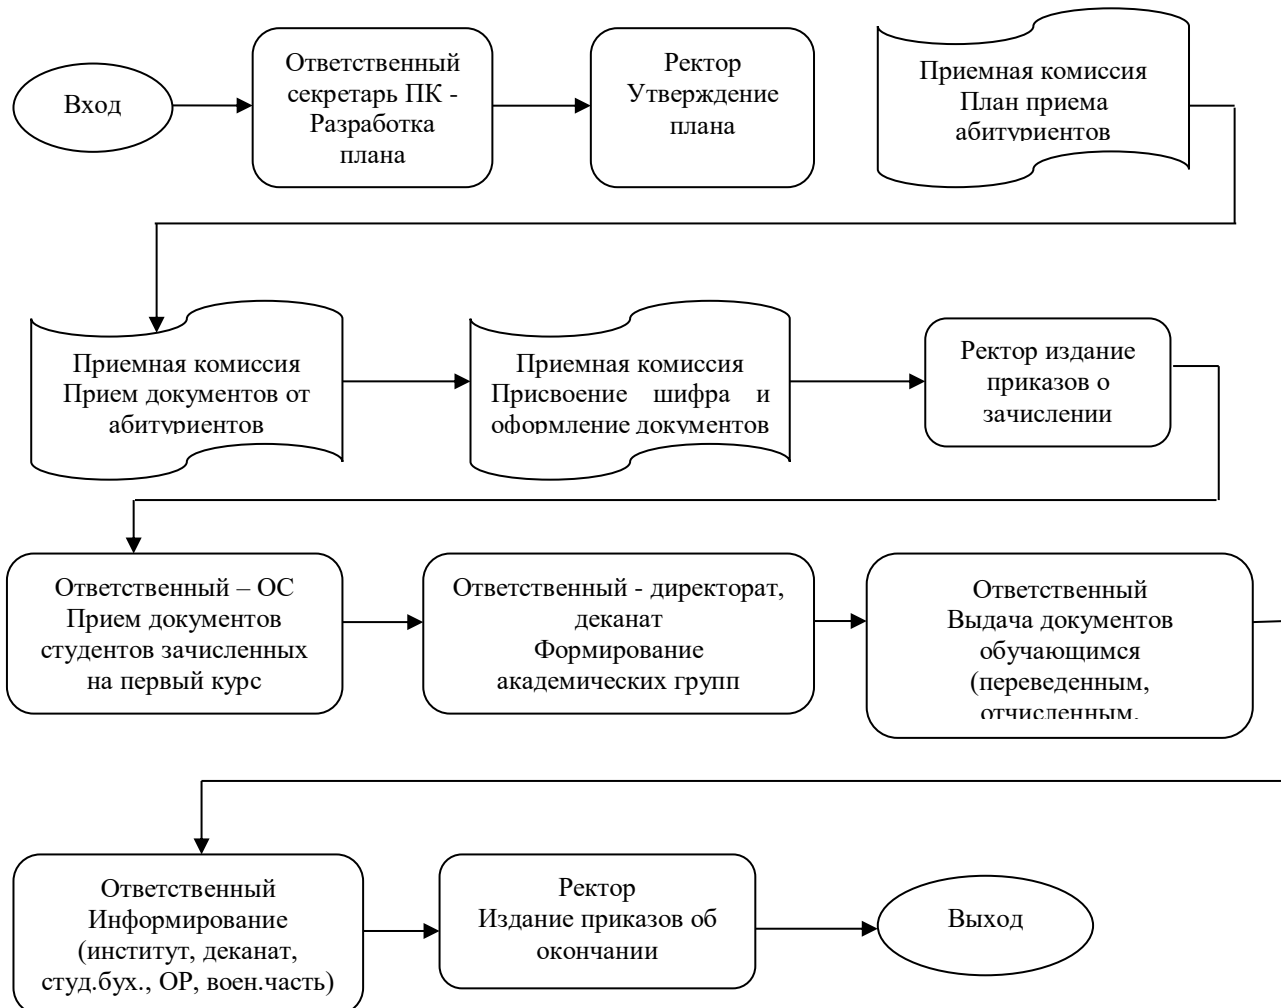 Вход
Ответственный
секретарь ПК -
Разработка
плана
Ректор
Утверждение
плана
Приемная комиссия
План приема
абитуриентов
Приемная комиссия
Прием документов от
абитуриентов
Приемная комиссия
Присвоение шифра и
оформление документов
Ректор издание
приказов о
зачислении
Ответственный – ОС
Прием документов
студентов зачисленных
на первый курс
Ответственный - директорат,
деканат
Формирование
академических групп
Ответственный
Выдача документов
обучающимся
(переведенным,
отчисленным,
Ответственный
Информирование
(институт, деканат,
студ.бух., ОР, воен.часть)
Ректор
Издание приказов об
окончании
Выход